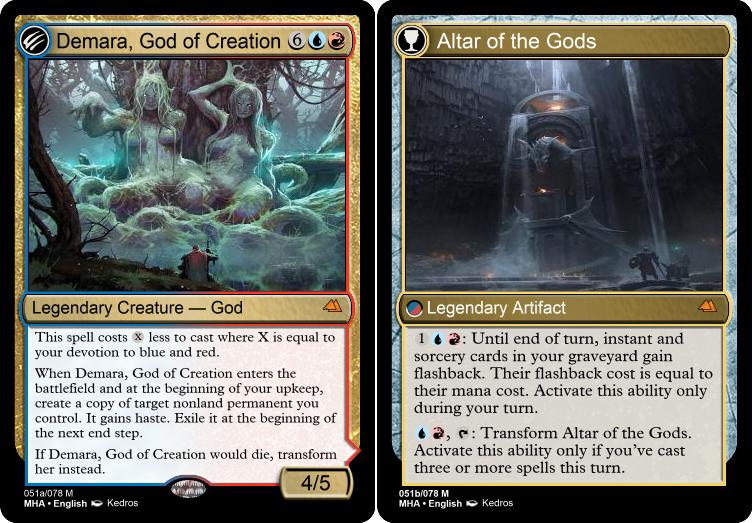 Demara, God of Creation 6
Legendary Creature — God
This spell costs X less to cast where X is equal to
your devotion to blue and red.
When Demara, God of Creation enters the
battlefield and at the beginning of your upkeep,
create a copy of target nonland permanent you
control. It gains haste. Exile it at the beginning of
the next end step.
If Demara, God of Creation would die, transform
her instead.
4/5
051a/078 M
MHA • English Kedros
Altar of the Gods
Legendary Artifact
1 : Until end of turn, instant and
sorcery cards in your graveyard gain
flashback. Their flashback cost is equal to
their mana cost. Activate this ability only
during your turn.
, : Transform Altar of the Gods.
Activate this ability only if you've cast
three or more spells this turn.
051b/078 M
MHA • English Kedros